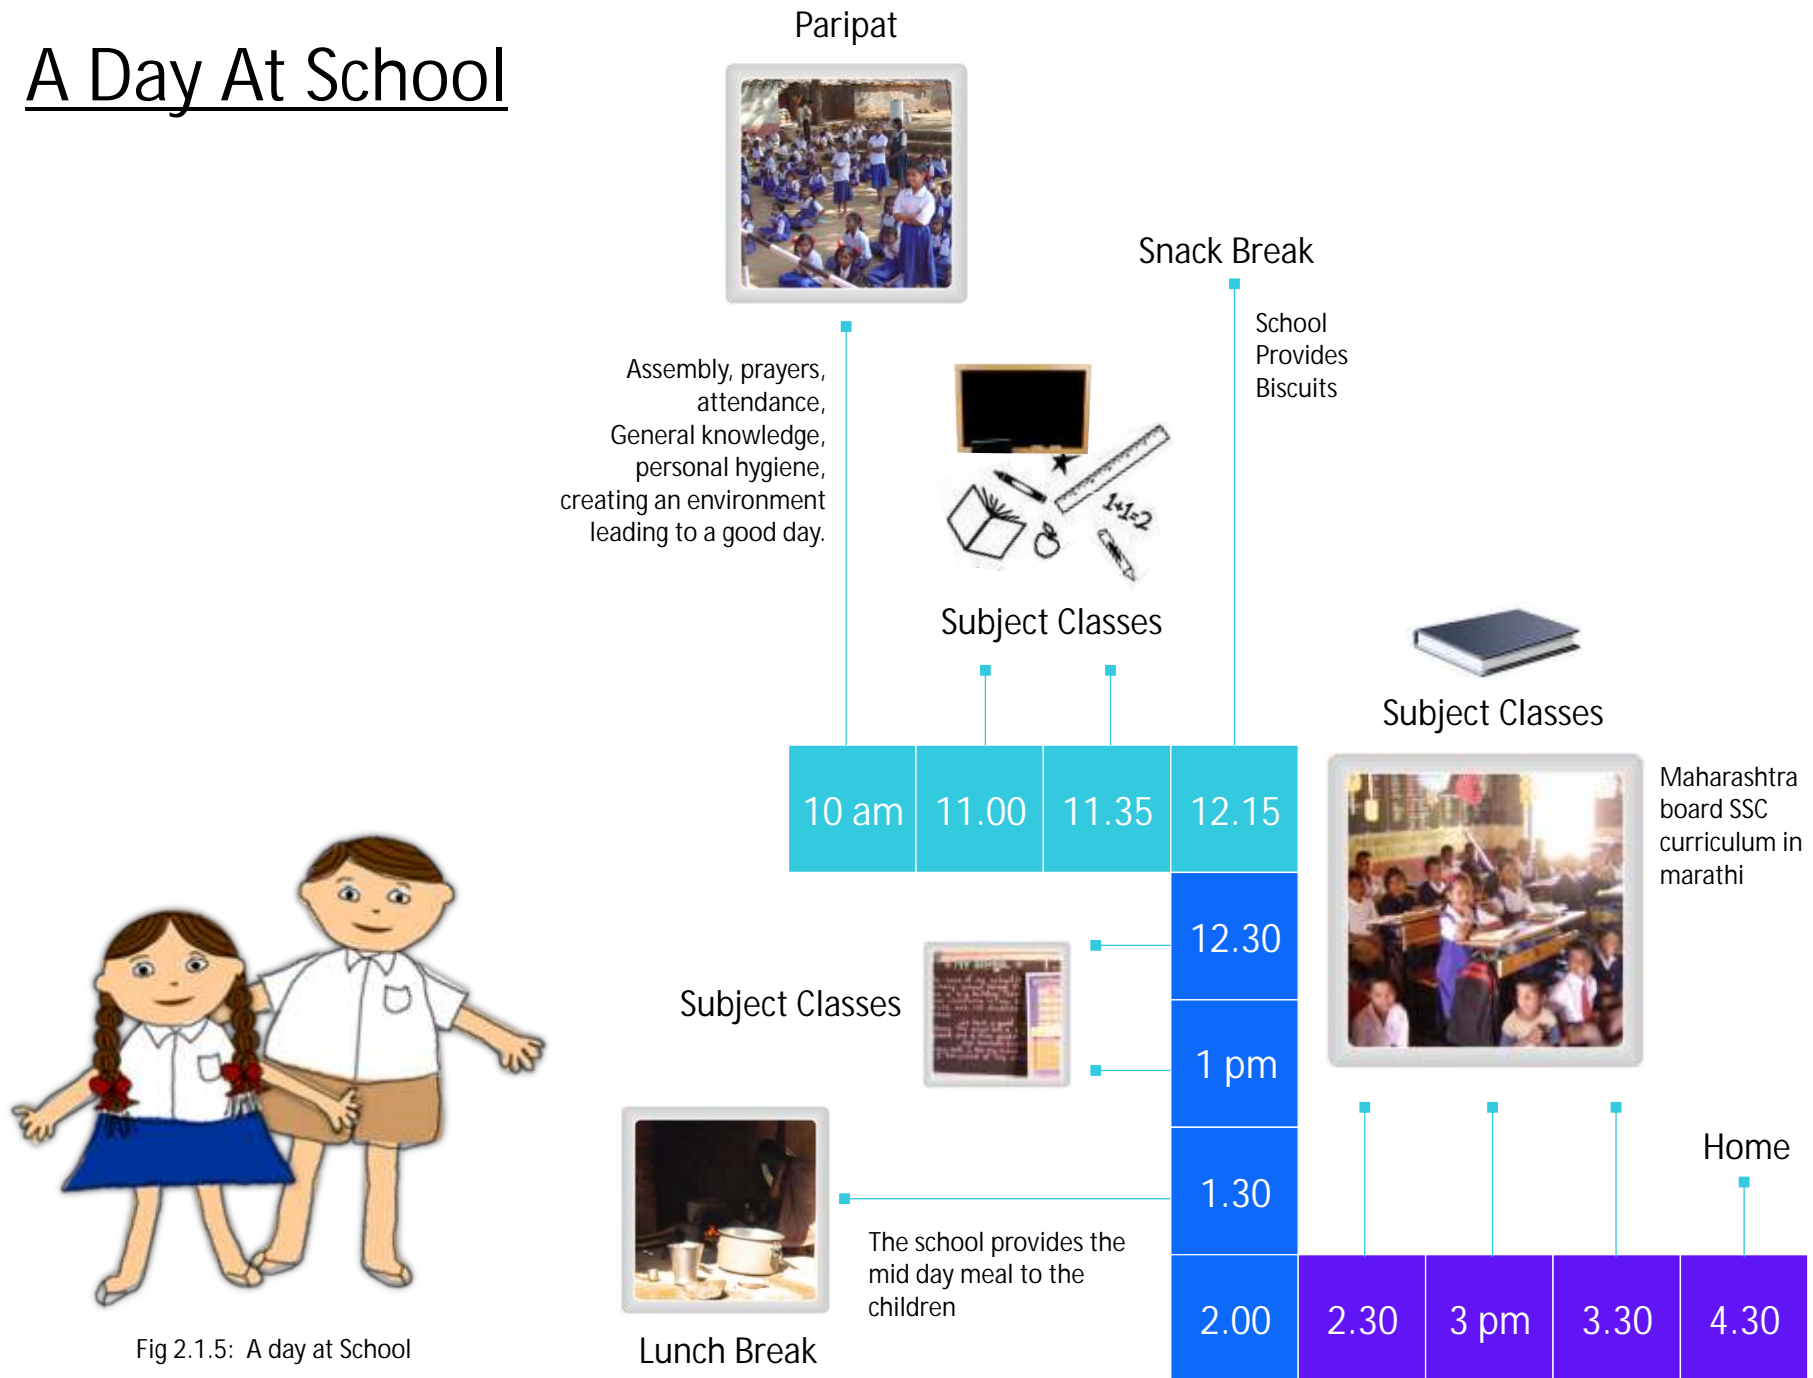 A Day At School
Paripat
Assembly, prayers,
attendance,
General knowledge,
personal hygiene,
creating an environment
leading to a good day.
Snack Break
School
Provides
Biscuits
1+1=2
Subject Classes
Subject Classes
Maharashtra
board SSC
curriculum in
marathi
10 am
11.00
11.35
12.15
12.30
1 pm
1.30
2.00
2.30
3 pm
3.30
4.30
Subject Classes
The school provides the
mid day meal to the
children
Lunch Break
Home
Fig 2.1.5: A day at School